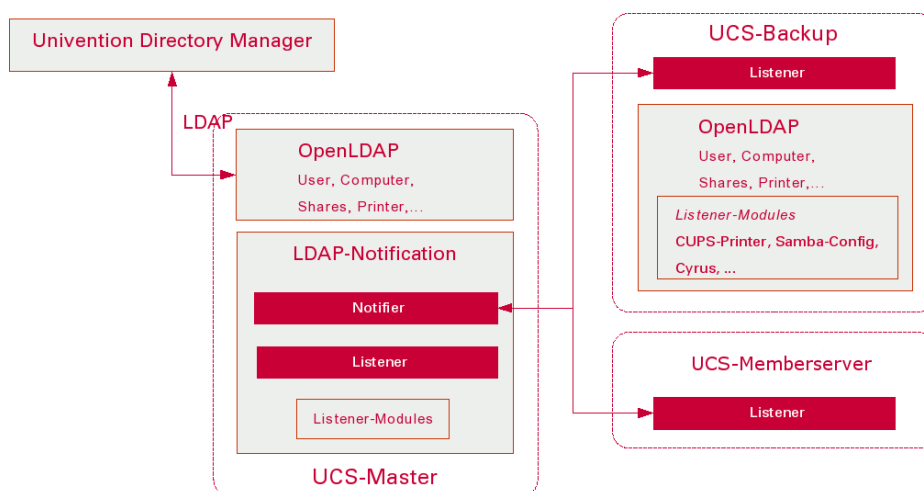 Univention Directory Manager
LDAP
OpenLDAP
User, Computer,
Shares, Printer,...
LDAP-Notification
Notifier
Listener
Listener-Modules
UCS-Master
UCS-Backup
Listener
OpenLDAP
User, Computer,
Shares, Printer,...
Listener-Modules
CUPS-Printer, Samba-Config,
Cyrus, ...
UCS-Memberserver
Listener